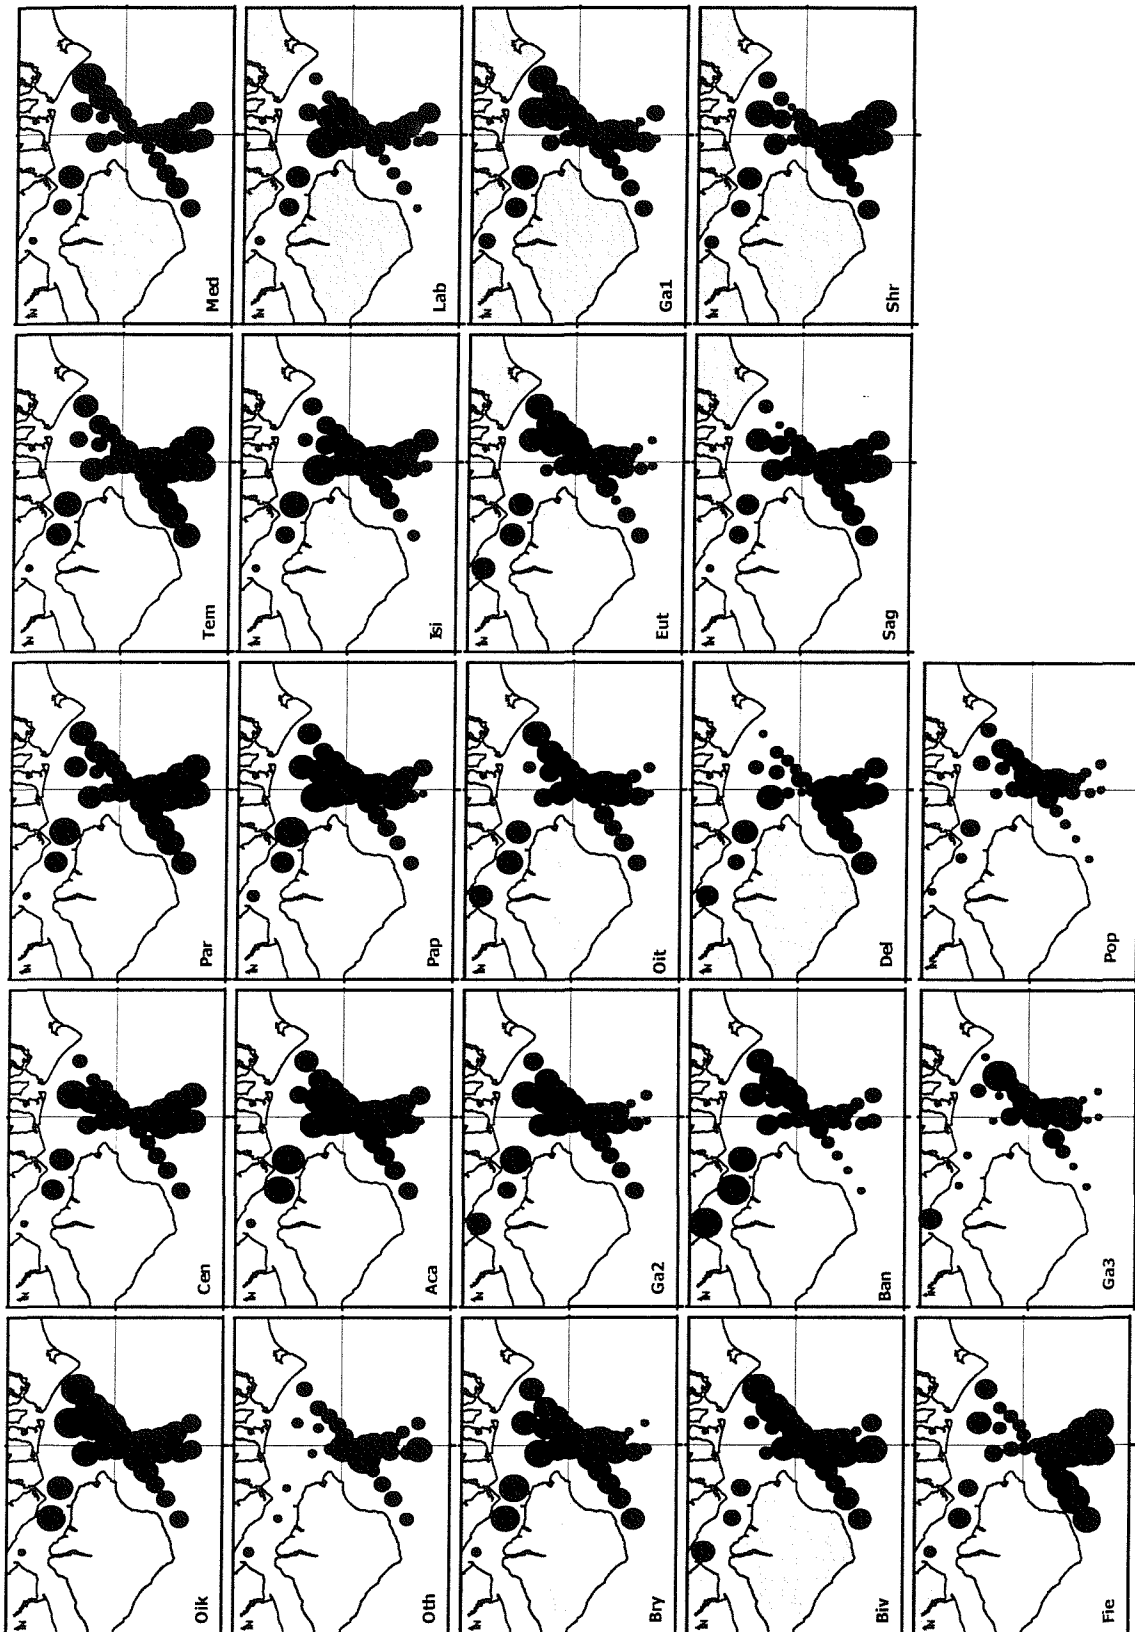 Fie
Biv
Bry
Oth
Oik
Ga3
Ban
Ga2
Aca
Cen
Pop
Del
Oit
Pap
Par
Sag
Eut
Isi
Tem
Shr
Ga1
Lab
Med